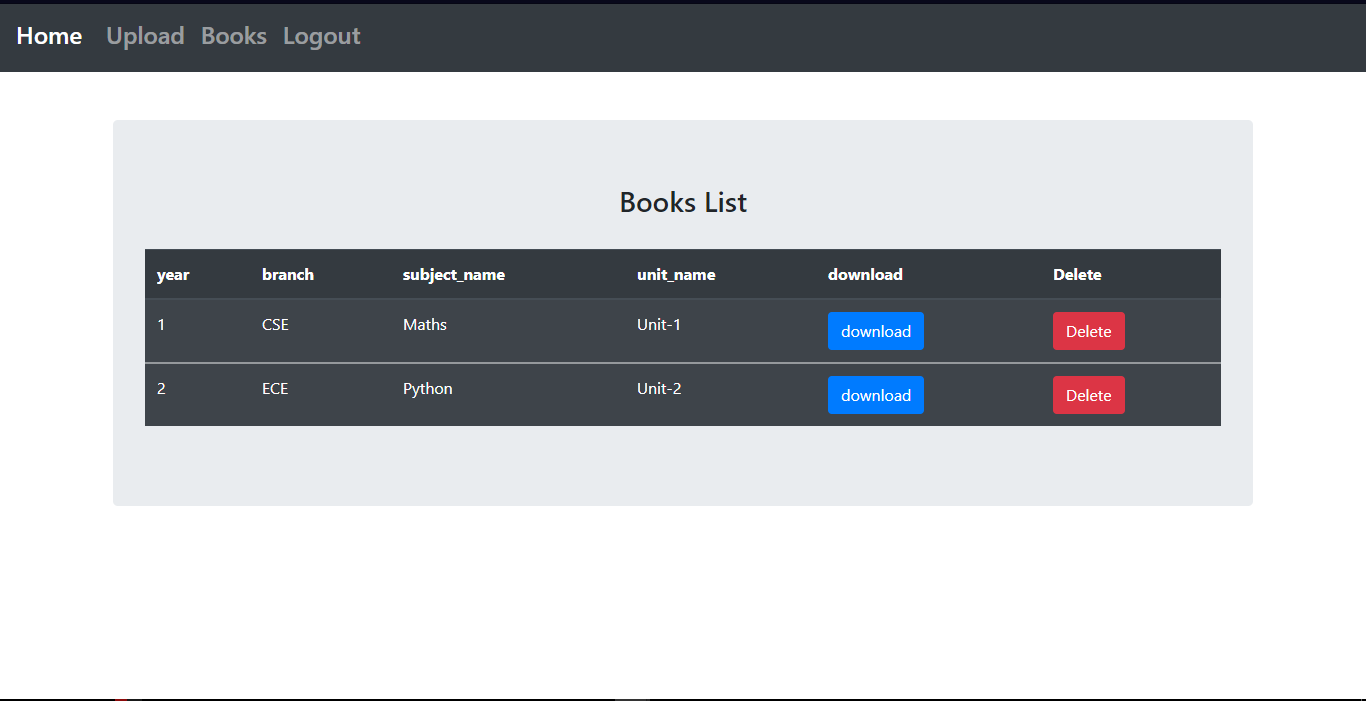 Home Upload Books Logout
Books List
year branch subject_name unit_name download Delete
1 CSE Maths Unit-1 download Delete
2 ECE Python Unit-2 download Delete